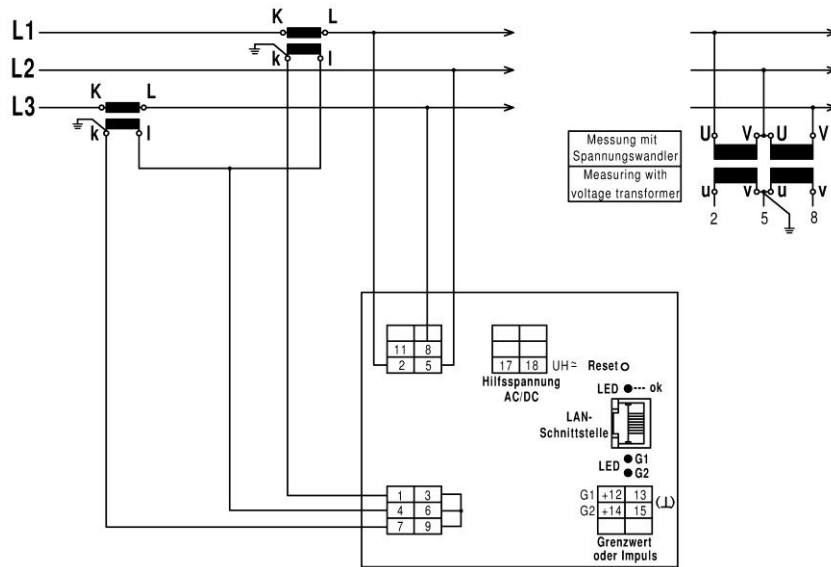 K L
L1
k l
L2
K L
L3
k l
U V U V
Messung mit
Spannungswandler
Measuring with
voltage transformer
u v u v
2 5 8
11 8
2 5
17 18 UH≃
Hilfsspannung
AC/DC
Reset
LED --- ok
LAN-
Schnittstelle
LED G1
G2
1 3
4 6
7 9
G1 +12 13
G2 +14 15
(⊥)
Grenzwert
oder Impuls